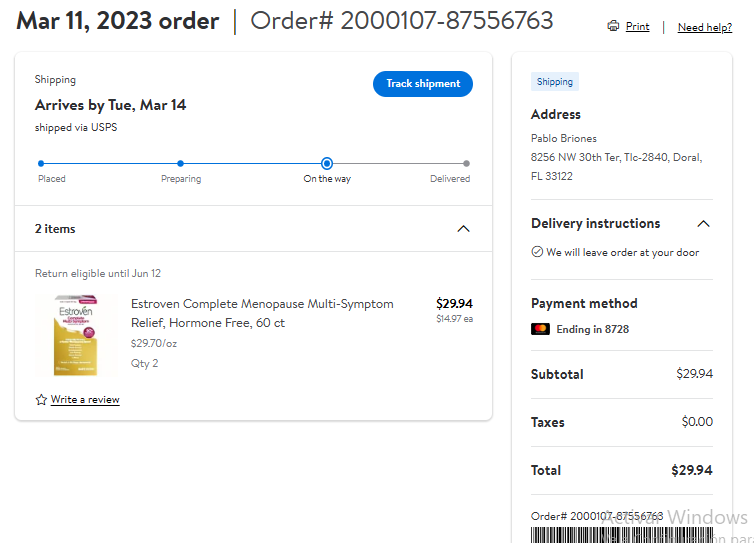 Mar 11, 2023 order
Order# 2000107-87556763
Print
Need help?
Shipping
Arrives by Tue, Mar 14
shipped via USPS
Track shipment
Placed
Preparing
On the way
Delivered
2 items
Return eligible until Jun 12
Estroven
Complete
Multi-Symptom
Estroven Complete Menopause Multi-Symptom
Relief, Hormone Free, 60 ct
$29.70/oz
Qty 2
$29.94
$14.97 ea
Write a review
Shipping
Address
Pablo Briones
8256 NW 30th Ter, Tlc-2840, Doral,
FL 33122
Delivery instructions
We will leave order at your door
Payment method
Ending in 8728
Subtotal
$29.94
Taxes
$0.00
Total
$29.94
Order# 2000107-87556763
Activar Windows